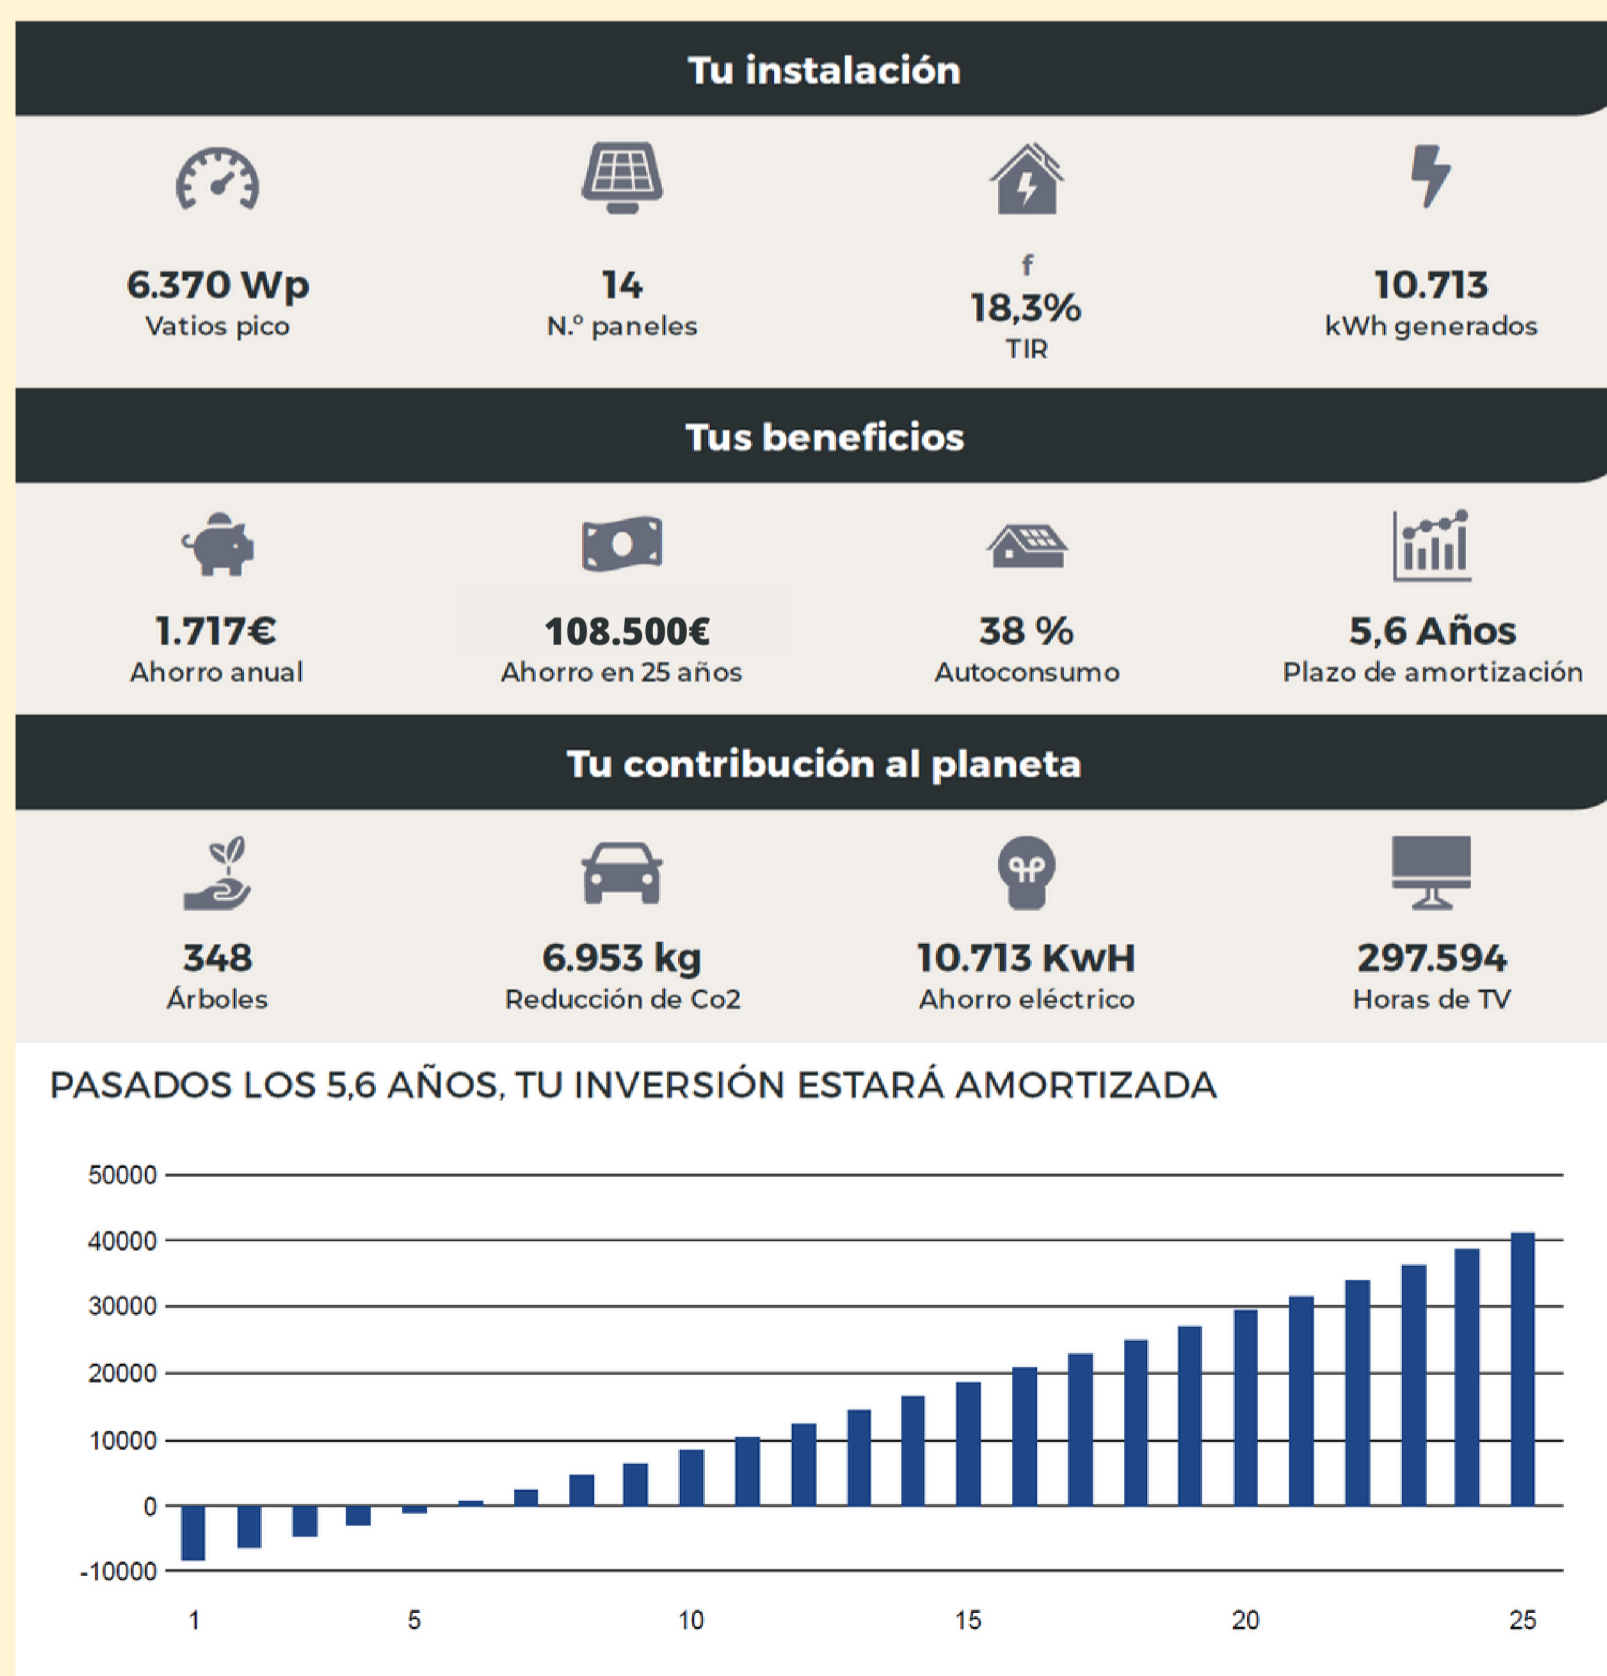 Tu instalación
6.370 Wp
Vatios pico
14
N.º paneles
f
18,3%
TIR
10.713
kWh generados
Tus beneficios
1.717€
Ahorro anual
108.500€
Ahorro en 25 años
38 %
Autoconsumo
5,6 Años
Plazo de amortización
Tu contribución al planeta
348
Árboles
6.953 kg
Reducción de Co2
10.713 KwH
Ahorro eléctrico
297.594
Horas de TV
PASADOS LOS 5,6 AÑOS, TU INVERSIÓN ESTARÁ AMORTIZADA
50000
40000
30000
20000
10000
0
-10000
1 5 10 15 20 25